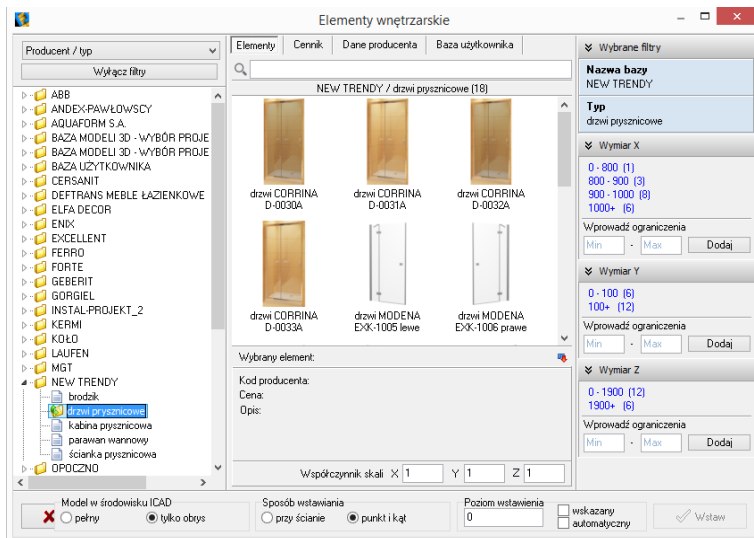 Elementy wnętrzarskie
Producent / typ
Wyłącz filtry
ABB
ANDEX-PAWŁOWSCY
AQUAFORM S.A.
BAZA MODELI 3D - WYBÓR PROJE
BAZA MODELI 3D - WYBÓR PROJE
BAZA UŻYTKOWNIKA
CERSANIT
DEFTRANS MEBLE ŁAZIENKOWE
ELFA DECOR
ENIX
EXCELLENT
FERRO
FORTE
GEBERIT
GORGIEL
INSTAL-PROJEKT_2
KERMI
KOŁO
LAUFEN
MGT
NEW TRENDY
brodzik
drzwi prysznicowe
kabina prysznicowa
parawan wannowy
ścianka prysznicowa
OPOCZNO
Elementy Cennik Dane producenta Baza użytkownika
NEW TRENDY / drzwi prysznicowe (18)
drzwi CORRINA D-0030A
drzwi CORRINA D-0031A
drzwi CORRINA D-0032A
drzwi CORRINA D-0033A
drzwi MODENA EXK-1005 lewe
drzwi MODENA EXK-1006 prawe
Wybrany element:
Kod producenta:
Cena:
Opis:
Współczynnik skali X 1 Y 1 Z 1
Wybrane filtry
Nazwa bazy
NEW TRENDY
Typ
drzwi prysznicowe
Wymiar X
0 - 800 (1)
800 - 900 (3)
900 - 1000 (8)
1000+ (6)
Wprowadź ograniczenia
Min - Max Dodaj
Wymiar Y
0 - 100 (6)
100+ (12)
Wprowadź ograniczenia
Min - Max Dodaj
Wymiar Z
0 - 1900 (12)
1900+ (6)
Wprowadź ograniczenia
Min - Max Dodaj
Model w środowisku ICAD
pełny tylko obrys
Sposób wstawiania
przy ścianie punkt i kąt
Poziom wstawienia
0
wskazany
automatyczny
Wstaw